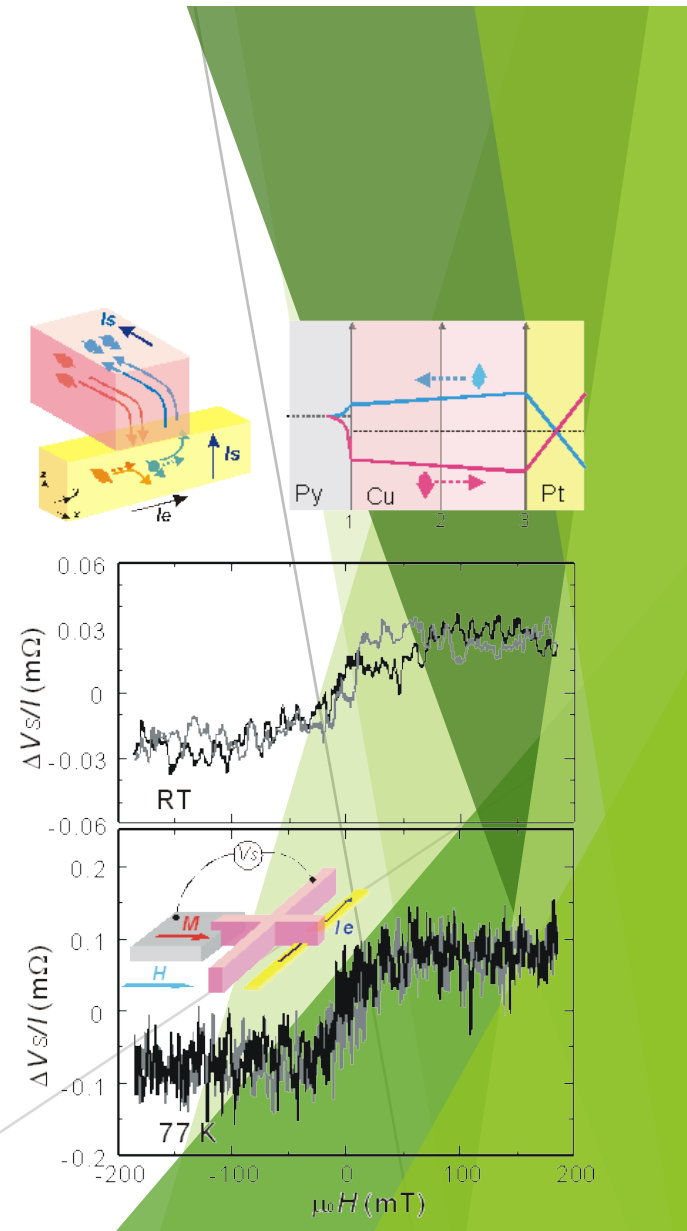 Is
Is
z
y
x
Ie
Py
Cu
Pt
1
2
3
0.06
0.03
0
-0.03
-0.06
ΔVs/I (mΩ)
RT
0.2
0.1
0
-0.1
-0.2
ΔVs/I (mΩ)
Vs
M
Ie
H
77 K
-200
-100
0
100
200
μ₀H (mT)